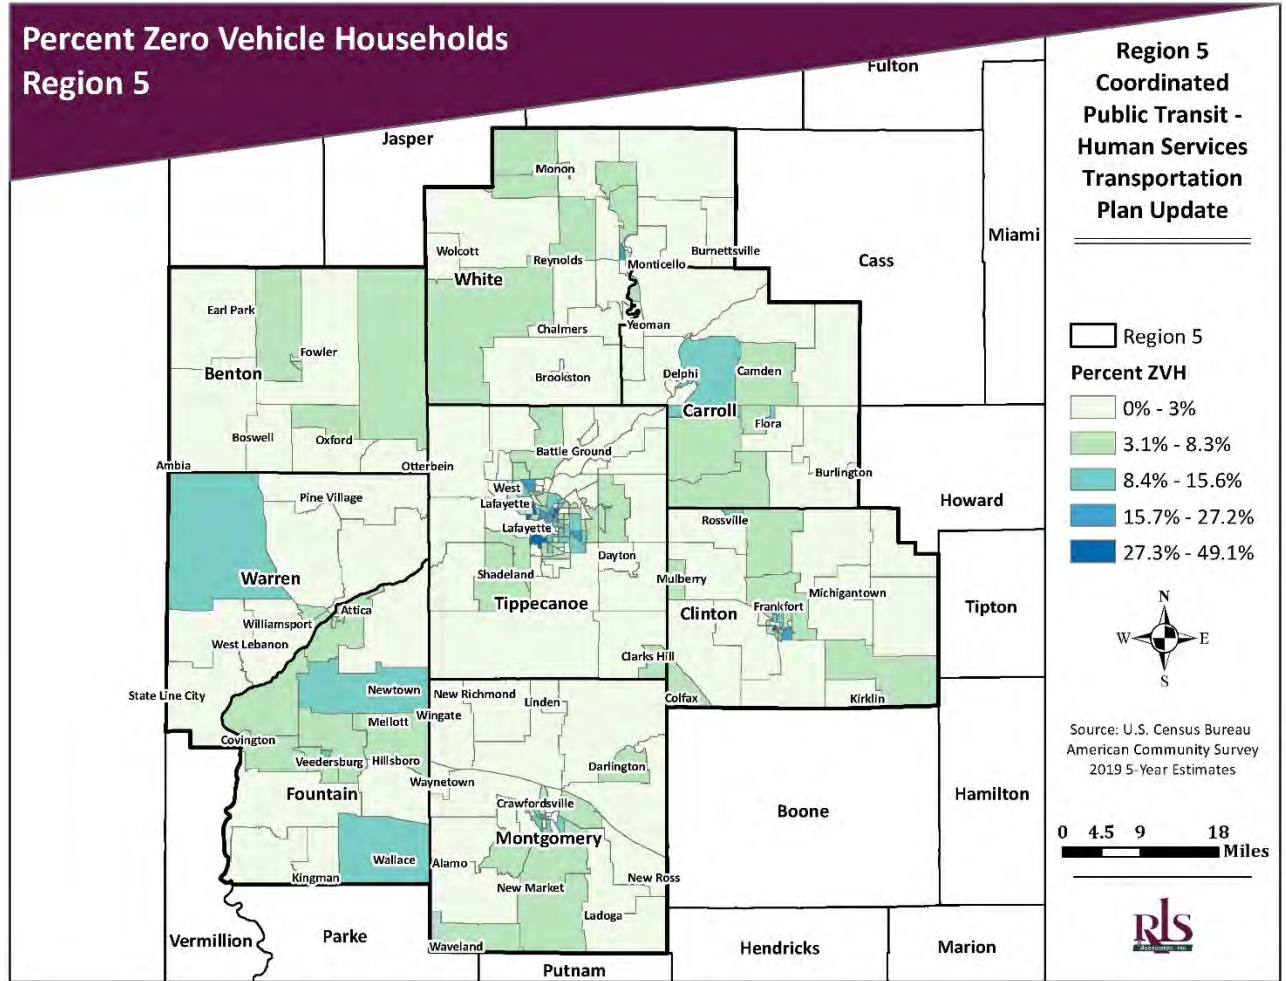 Percent Zero Vehicle Households
Region 5
Region 5
Coordinated
Public Transit -
Human Services
Transportation
Plan Update
Region 5
Percent ZVH
0% - 3%
3.1% - 8.3%
8.4% - 15.6%
15.7% - 27.2%
27.3% - 49.1%
N
W
E
S
Source: U.S. Census Bureau
American Community Survey
2019 5-Year Estimates
0 4.5 9 18
Miles
RLS
& Associates, Inc.
Fulton
Jasper
Miami
Cass
Monon
Wolcott
Reynolds
Burnettsville
Monticello
White
Earl Park
Chalmers
Yeoman
Fowler
Benton
Brookston
Delphi
Camden
Carroll
Flora
Boswell
Oxford
Battle Ground
Ambia
Otterbein
Burlington
Howard
Pine Village
West
Lafayette
Lafayette
Rossville
Dayton
Warren
Shadeland
Mulberry
Michigantown
Tipton
Tippecanoe
Clinton
Frankfort
Attica
Williamsport
West Lebanon
Clarks Hill
State Line City
Newtown
New Richmond
Linden
Colfax
Kirklin
Mellott
Wingate
Covington
Veedersburg
Hillsboro
Darlington
Waynetown
Fountain
Crawfordsville
Boone
Hamilton
Montgomery
Wallace
Alamo
Kingman
New Market
New Ross
Ladoga
Vermillion
Parke
Waveland
Hendricks
Marion
Putnam